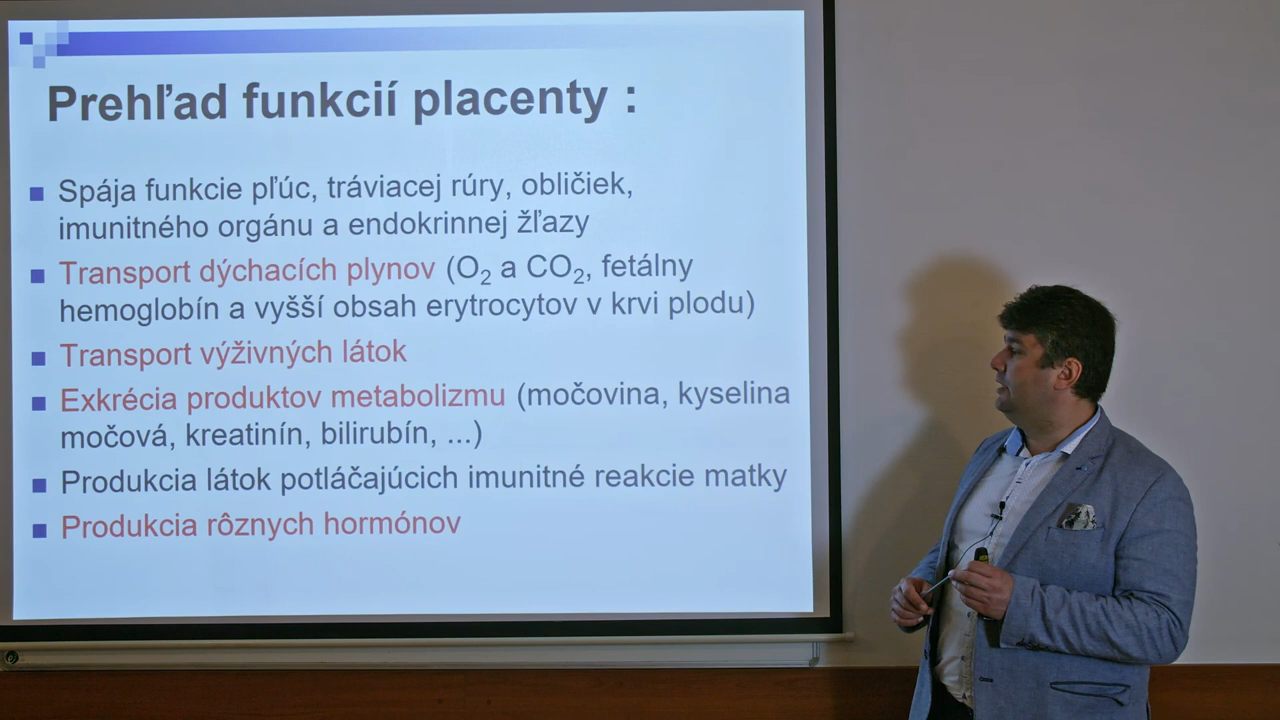 Prehľad funkcií placenty :
Spája funkcie pľúc, tráviacej rúry, obličiek,
imunitného orgánu a endokrinnej žľazy
Transport dýchacích plynov (O₂ a CO₂, fetálny
hemoglobín a vyšší obsah erytrocytov v krvi plodu)
Transport výživných látok
Exkrécia produktov metabolizmu (močovina, kyselina
močová, kreatinín, bilirubín, ...)
Produkcia látok potláčajúcich imunitné reakcie matky
Produkcia rôznych hormónov